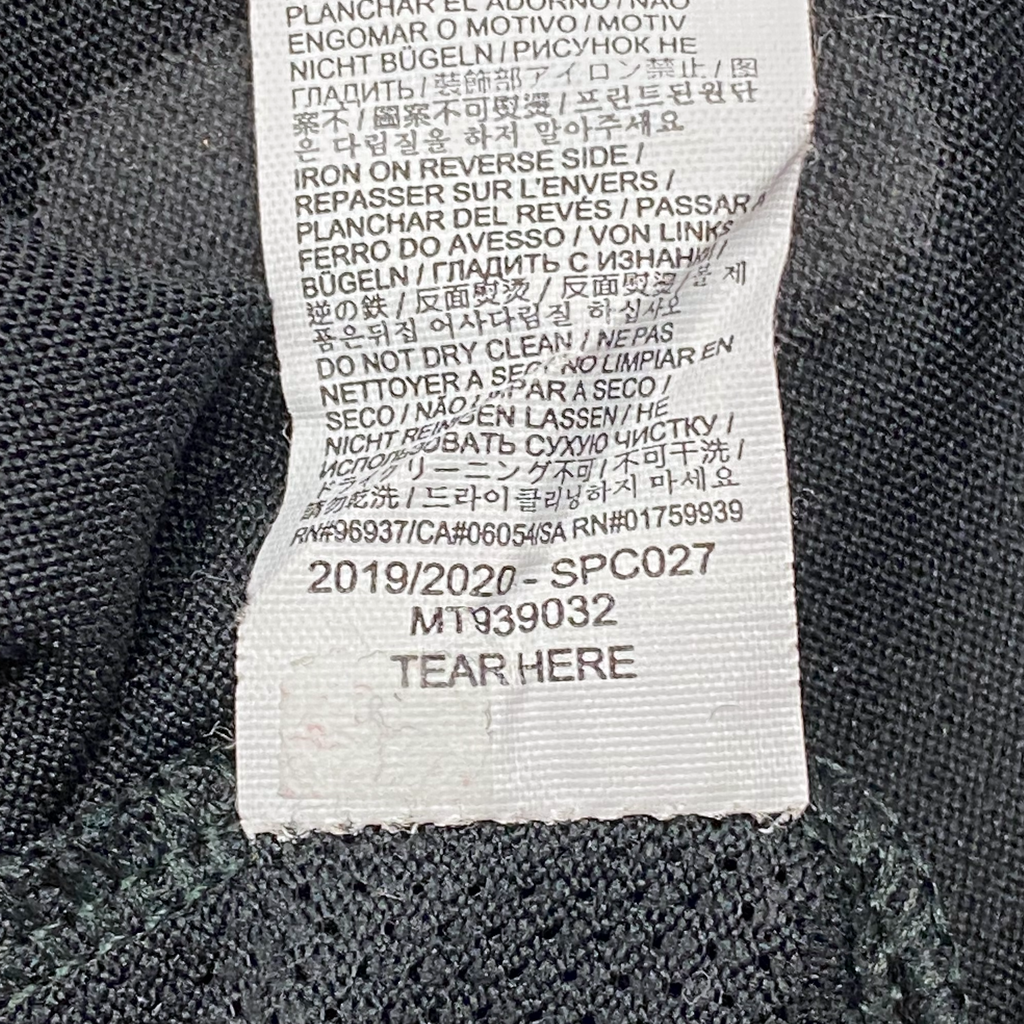 PLANCHAR EL ADORNO / NÃO
ENGOMAR O MOTIVO / MOTIV
NICHT BÜGELN / РИСУНОК НЕ
ГЛАДИТЬ / 装飾部アイロン禁止 / 图
案不 / 圖案不可熨燙 / 프린트된원단
은 다림질을 하저 말아주세요
IRON ON REVERSE SIDE /
REPASSER SUR L'ENVERS /
PLANCHAR DEL REVÉS / PASSAR A
FERRO DO AVESSO / VON LINKS
BÜGELN / ГЛАДИТЬ С ИЗНАНКИ /
逆の鉄 / 反面熨烫 / 反面熨燙 / 볼 제
품은뒤집 어사다림질 하십사오
DO NOT DRY CLEAN / NE PAS
NETTOYER A SEC / NO LIMPIAR EN
SECO / NÃO LIMPAR A SECO /
NICHT REINIGEN LASSEN / НЕ
ИСПОЛЬЗОВАТЬ СУХУЮ ЧИСТКУ /
ドライクリーニング不可 / 不可干洗 /
請勿乾洗 / 드라이클리닝하지 마세요
RN#96937/CA#06054/SA RN#01759939
2019/2020 - SPC027
MT939032
TEAR HERE